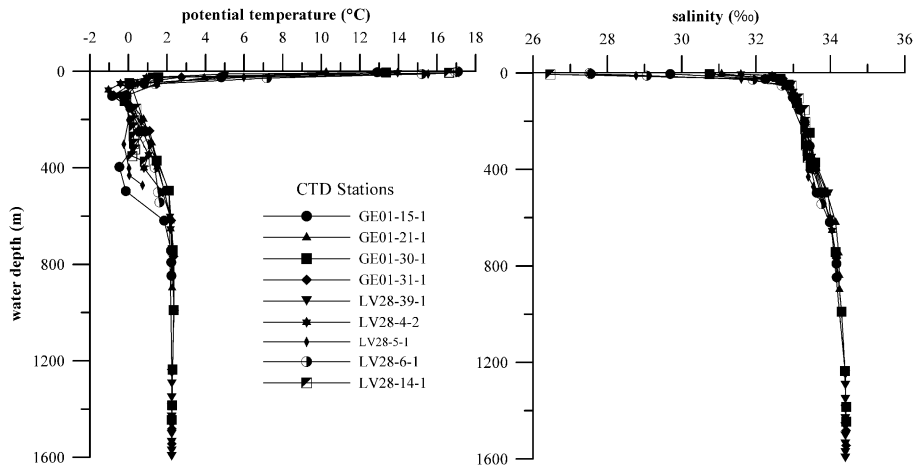 potential temperature (°C)
-2 0 2 4 6 8 10 12 14 16 18
0
400
800
1200
1600
water depth (m)
CTD Stations
GE01-15-1
GE01-21-1
GE01-30-1
GE01-31-1
LV28-39-1
LV28-4-2
LV28-5-1
LV28-6-1
LV28-14-1
salinity (‰)
26 28 30 32 34 36
0
400
800
1200
1600